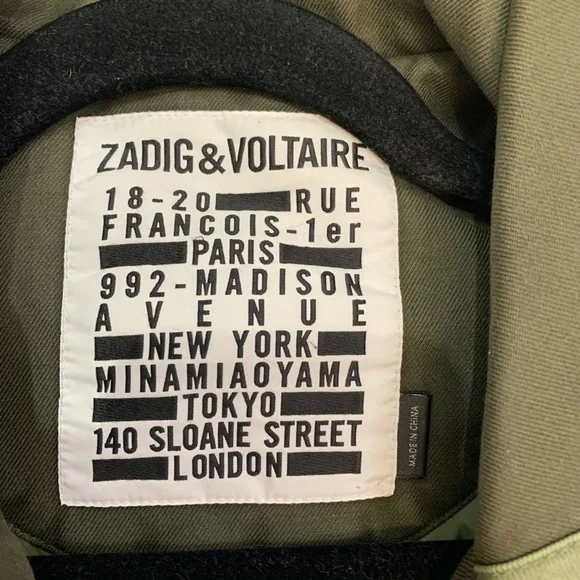 ZADIG&VOLTAIRE
18-20 RUE
FRANCOIS-1er
PARIS
992-MADISON
AVENUE
NEW YORK
MINAMIAOYAMA
TOKYO
140 SLOANE STREET
LONDON
MADE IN CHINA